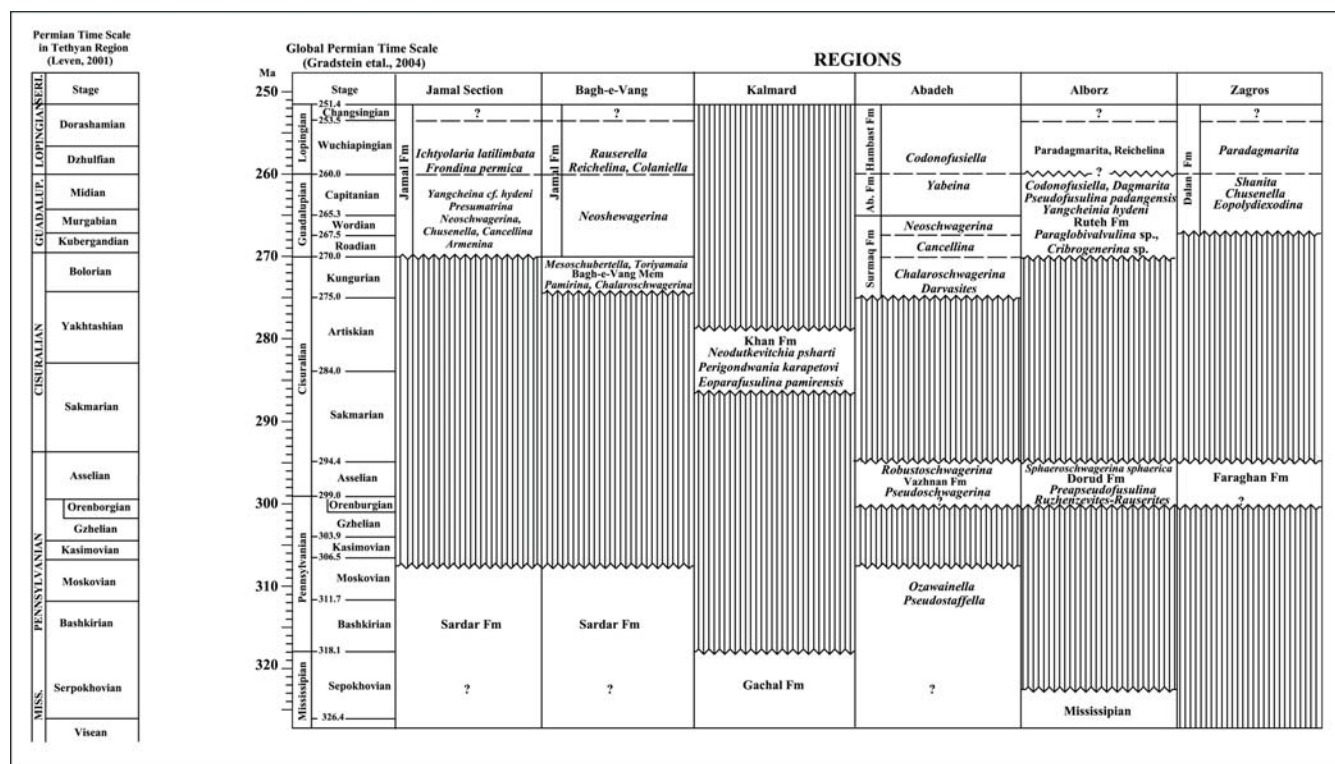 Permian Time Scale
in Tethyan Region
(Leven, 2001)
SERI.
Stage
LOPINGIAN
Dorashamian
Dzhulfian
GUADALUP.
Midian
Murgabian
Kubergandian
CISURALIAN
Bolorian
Yakhtashian
Sakmarian
PENNSYLVANIAN
Asselian
Orenborgian
Gzhelian
Kasimovian
Moskovian
Bashkirian
MISS.
Serpokhovian
Visean
Global Permian Time Scale
(Gradstein etal., 2004)
REGIONS
Ma
250
260
270
280
290
300
310
320
Stage
Lopingian
251.4
Changsingian
253.5
Wuchiapingian
260.0
Guadalupian
Capitanian
265.3
Wordian
267.5
Roadian
270.0
Cisuralian
Kungurian
275.0
Artiskian
284.0
Sakmarian
294.4
Asselian
299.0
Pennsylvanian
Orenburgian
Gzhelian
303.9
Kasimovian
306.5
Moskovian
311.7
Bashkirian
318.1
Mississipian
Sepokhovian
326.4
Jamal Section
Jamal Fm
?
Ichtyolaria latilimbata
Frondina permica
Yangcheina cf. hydeni
Presumatrina
Neoschwagerina,
Chusenella, Cancellina
Armenina
Sardar Fm
?
Bagh-e-Vang
Jamal Fm
?
Rauserella
Reichelina, Colaniella
Neoshewagerina
Mesoschubertella, Toriyamaia
Bagh-e-Vang Mem
Pamirina, Chalaroschwagerina
Sardar Fm
?
Kalmard
Khan Fm
Neodutkevitchia psharti
Perigondwania karapetovi
Eoparafusulina pamirensis
Gachal Fm
Abadeh
Hambast Fm
Ab. Fm
Surmaq Fm
Codonofusiella
Yabeina
Neoschwagerina
Cancellina
Chalaroschwagerina
Darvasites
Robustoschwagerina
Vazhnan Fm
Pseudoschwagerina
?
Ozawainella
Pseudostaffella
?
Alborz
?
Paradagmarita, Reichelina
?
Codonofusiella, Dagmarita
Pseudofusulina padangensis
Yangcheinia hydeni
Ruteh Fm
Paraglobivalvulina sp.,
Cribrogenerina sp.
Sphaeroschwagerina sphaerica
Dorud Fm
Preapseudofusulina
Ruzhenzevites-Rauserites
Mississipian
Zagros
Dalan Fm
?
Paradagmarita
Shanita
Chusenella
Eopolydiexodina
Faraghan Fm
?